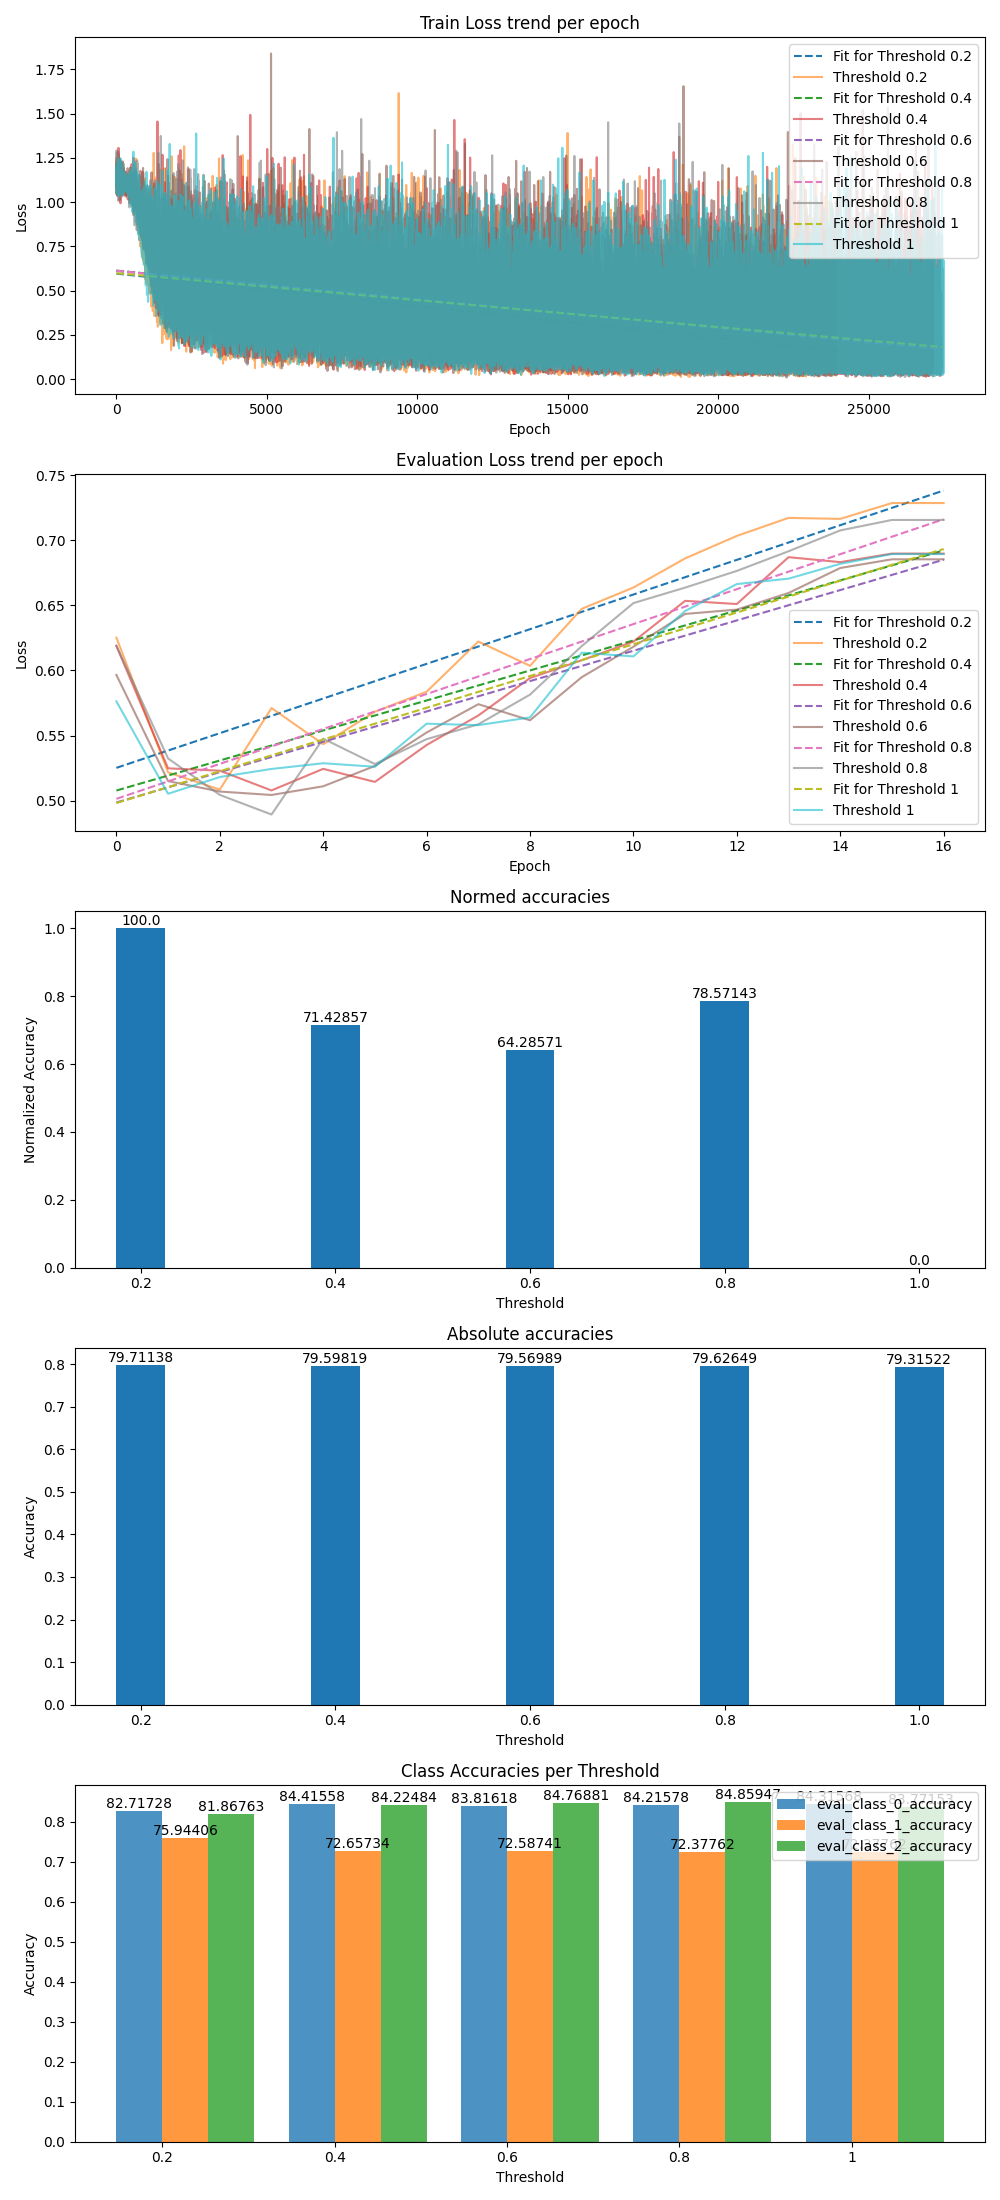 Train Loss trend per epoch
Loss
1.75
1.50
1.25
1.00
0.75
0.50
0.25
0.00
Fit for Threshold 0.2
Threshold 0.2
Fit for Threshold 0.4
Threshold 0.4
Fit for Threshold 0.6
Threshold 0.6
Fit for Threshold 0.8
Threshold 0.8
Fit for Threshold 1
Threshold 1
0 5000 10000 15000 20000 25000
Epoch
Evaluation Loss trend per epoch
Loss
0.75
0.70
0.65
0.60
0.55
0.50
Fit for Threshold 0.2
Threshold 0.2
Fit for Threshold 0.4
Threshold 0.4
Fit for Threshold 0.6
Threshold 0.6
Fit for Threshold 0.8
Threshold 0.8
Fit for Threshold 1
Threshold 1
0 2 4 6 8 10 12 14 16
Epoch
Normed accuracies
Normalized Accuracy
1.0
0.8
0.6
0.4
0.2
0.0
100.0 71.42857 64.28571 78.57143 0.0
0.2 0.4 0.6 0.8 1.0
Threshold
Absolute accuracies
Accuracy
0.8
0.7
0.6
0.5
0.4
0.3
0.2
0.1
0.0
79.71138 79.59819 79.56989 79.62649 79.31522
0.2 0.4 0.6 0.8 1.0
Threshold
Class Accuracies per Threshold
Accuracy
0.8
0.7
0.6
0.5
0.4
0.3
0.2
0.1
0.0
82.71728 75.94406 81.86763 84.41558 72.65734 84.22484 83.81618 72.58741 84.76881 84.21578 72.37762 84.85947
eval_class_0_accuracy
eval_class_1_accuracy
eval_class_2_accuracy
0.2 0.4 0.6 0.8 1
Threshold